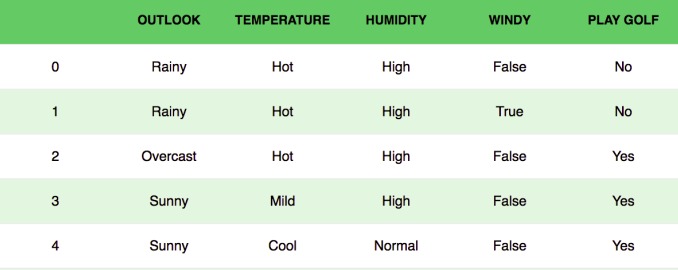 OUTLOOK TEMPERATURE HUMIDITY WINDY PLAY GOLF
0 Rainy Hot High False No
1 Rainy Hot High True No
2 Overcast Hot High False Yes
3 Sunny Mild High False Yes
4 Sunny Cool Normal False Yes